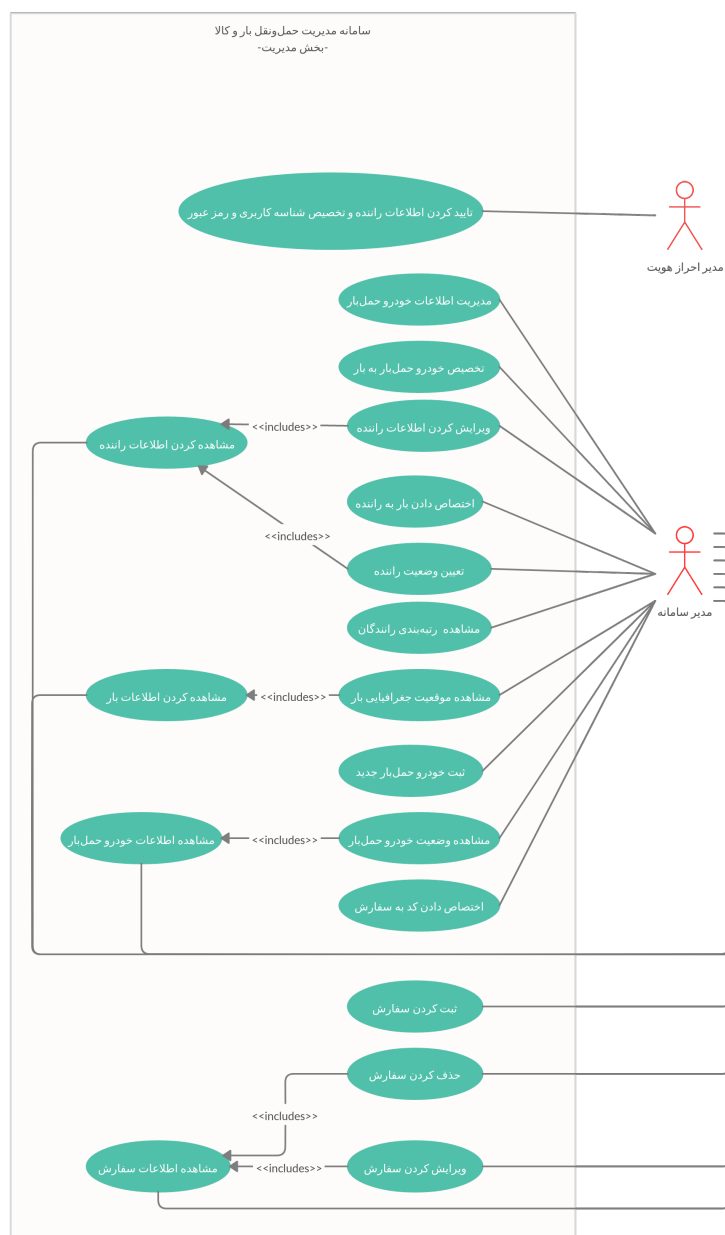 سامانه مدیریت حمل‌ونقل بار و کالا
-بخش مدیریت-
تایید کردن اطلاعات راننده و تخصیص شناسه کاربری و رمز عبور
مدیر احراز هویت
مدیریت اطلاعات خودرو حمل‌بار
تخصیص خودرو حمل‌بار به بار
ویرایش کردن اطلاعات راننده
<<includes>>
مشاهده کردن اطلاعات راننده
اختصاص دادن بار به راننده
<<includes>>
تعیین وضعیت راننده
مدیر سامانه
مشاهده رتبه‌بندی رانندگان
مشاهده موقعیت جغرافیایی بار
<<includes>>
مشاهده کردن اطلاعات بار
ثبت خودرو حمل‌بار جدید
مشاهده وضعیت خودرو حمل‌بار
<<includes>>
مشاهده اطلاعات خودرو حمل‌بار
اختصاص دادن کد به سفارش
ثبت کردن سفارش
حذف کردن سفارش
<<includes>>
ویرایش کردن سفارش
<<includes>>
مشاهده اطلاعات سفارش